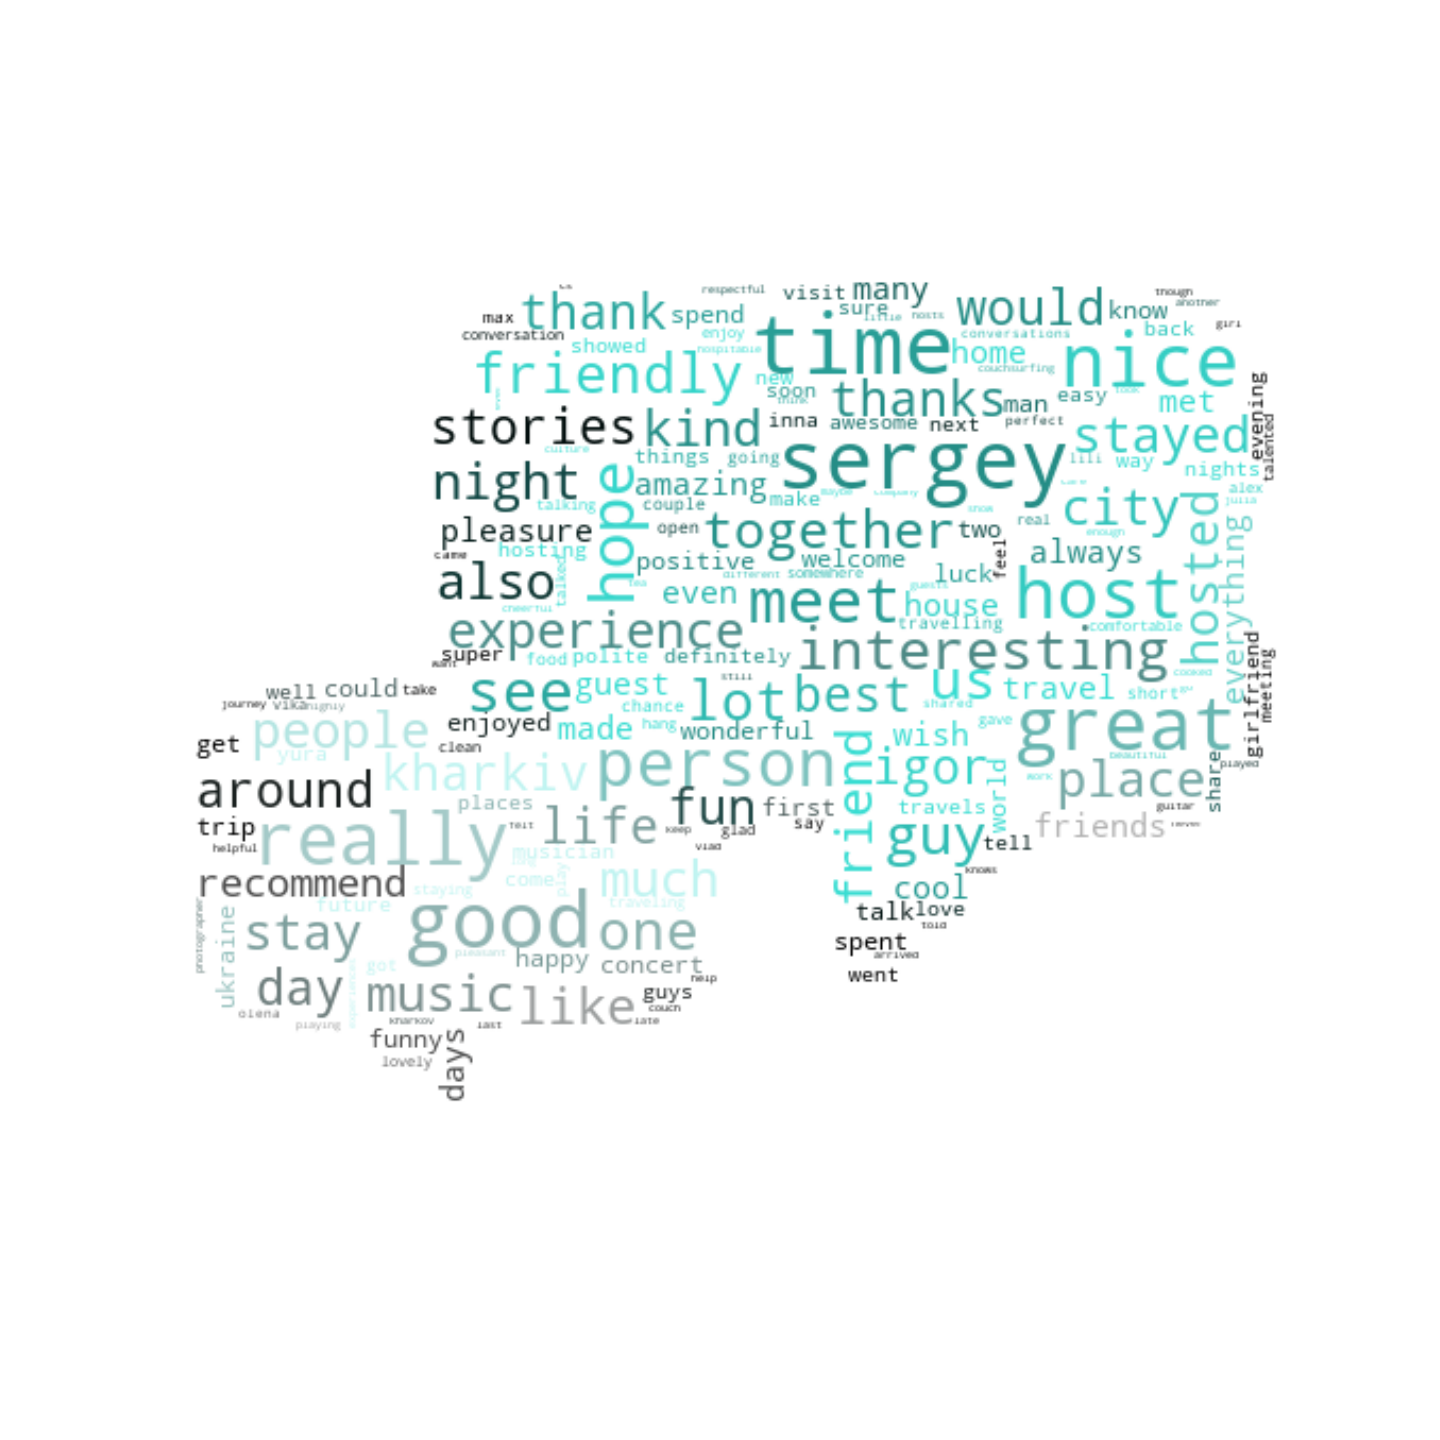 respectful
visit
many
though
another
max
thank
spend
sure
little
hosts
would
know
girl
conversation
showed
enjoy
hospitable
time
conversations
home
back
nice
friendly
new
couchsurfing
evening
soon
think
thanks
man
easy
look
met
talented
stories
kind
inna
awesome
next
perfect
stayed
culture
things
going
sergey
lili
way
nights
night
hope
amazing
couple
make
maybe
company
care
city
alex
julia
talking
snow
hosted
everything
pleasure
open
together
two
real
enough
came
hosting
positive
welcome
feel
always
talked
different
somewhere
luck
also
tea
even
guests
host
cheerful
meet
house
travelling
comfortable
experience
interesting
girlfriend
meeting
super
want
food
polite
definitely
still
cooked
see
guest
lot
best
us
travel
short
well
could
take
journey
vika
chance
shared
great
people
enjoyed
made
hang
wonderful
friend
wish
gave
get
yura
clean
kharkiv
person
igor
beautiful
played
share
around
work
place
places
fun
first
travels
world
guitar
trip
really
felt
life
keep
glad
say
guy
friends
helpful
vlad
tell
musician
recommend
staying
come
play
much
knows
cool
future
traveling
photographer
talk
love
told
ukraine
stay
good
one
spent
pleasant
arrived
happy
concert
got
went
day
experiences
music
like
help
guys
couch
olena
playing
kharkov
last
late
funny
lovely
days